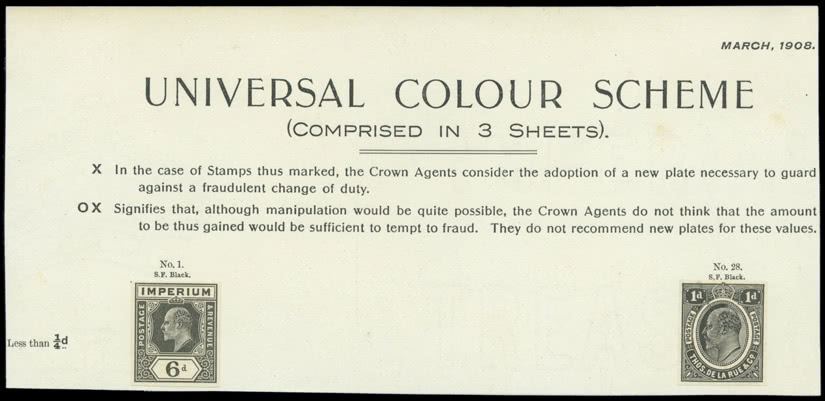 MARCH, 1908.
UNIVERSAL COLOUR SCHEME
(COMPRISED IN 3 SHEETS).
X In the case of Stamps thus marked, the Crown Agents consider the adoption of a new plate necessary to guard
against a fraudulent change of duty.
OX Signifies that, although manipulation would be quite possible, the Crown Agents do not think that the amount
to be thus gained would be sufficient to tempt to fraud. They do not recommend new plates for these values.
No. 1.
S.F. Black.
IMPERIUM
POSTAGE
& REVENUE
6d
No. 28.
S.F. Black.
1d 1d
POSTAGE
POSTAGE
THOS. DE LA RUE & Co.
Less than ¼d